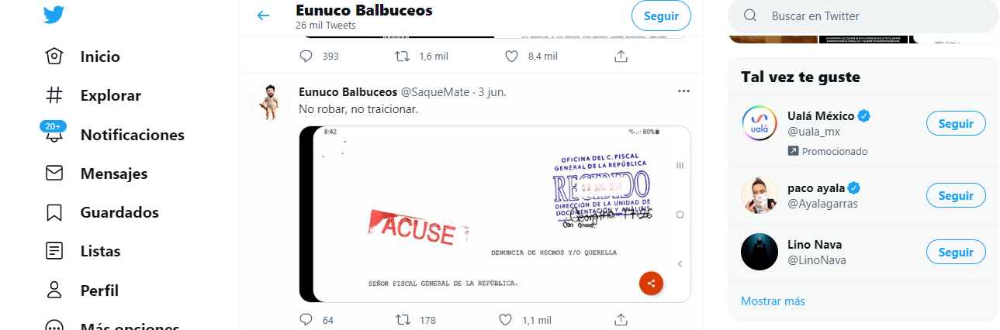 Inicio
Explorar
20+
Notificaciones
Mensajes
Guardados
Listas
Perfil
Más opciones
Eunuco Balbuceos
26 mil Tweets
Seguir
393
1,6 mil
8,4 mil
Eunuco Balbuceos @SaqueMate · 3 jun.
No robar, no traicionar.
8:42
80%
OFICINA DEL C. FISCAL
GENERAL DE LA REPÚBLICA
RECIBIDO
03 JUN. 2021
DIRECCIÓN DE LA UNIDAD DE
DOCUMENTACIÓN Y ANÁLISIS
Georgina 17:26
Con anexo.
ACUSE
DENUNCIA DE HECHOS Y/O QUERELLA
SEÑOR FISCAL GENERAL DE LA REPÚBLICA.
64
178
1,1 mil
Buscar en Twitter
Tal vez te guste
Ualá México
@uala_mx
Promocionado
Seguir
ualá
paco ayala
@Ayalagarras
Seguir
Lino Nava
@LinoNava
Seguir
Mostrar más